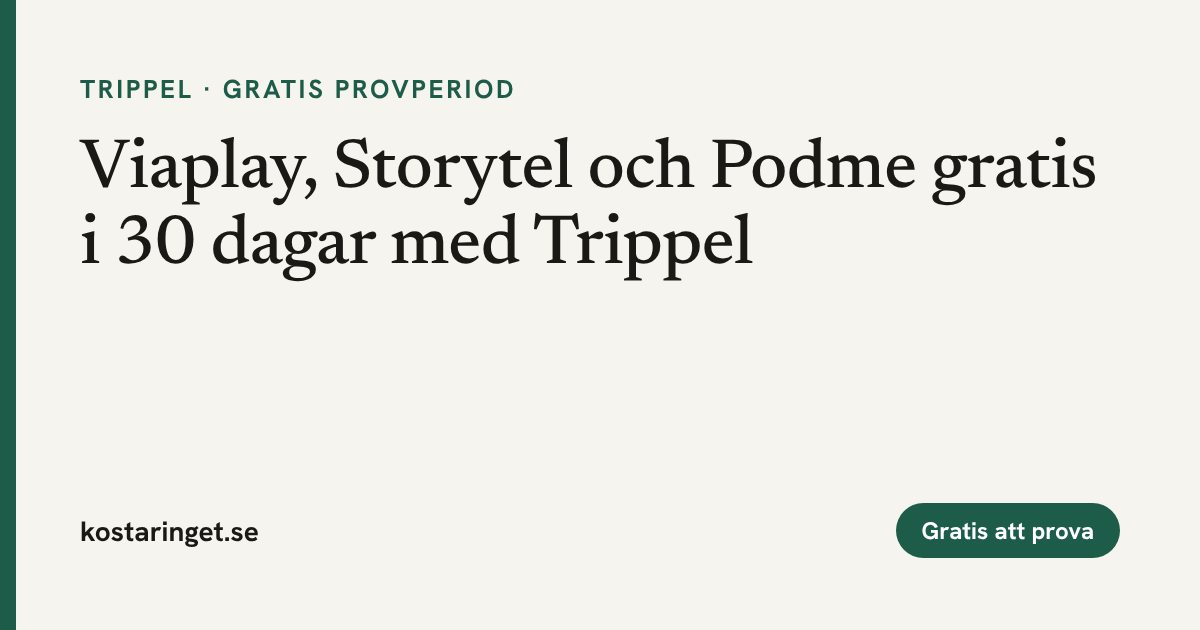 TRIPPEL · GRATIS PROVPERIOD
Viaplay, Storytel och Podme gratis
i 30 dagar med Trippel
kostaringet.se
Gratis att prova